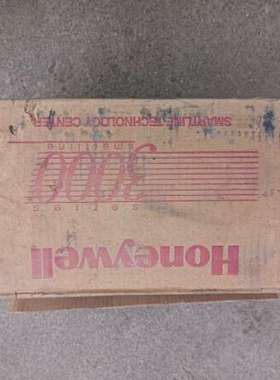 Honeywell
Series
3000
smartline
SMARTLINE TECHNOLOGY CENTER